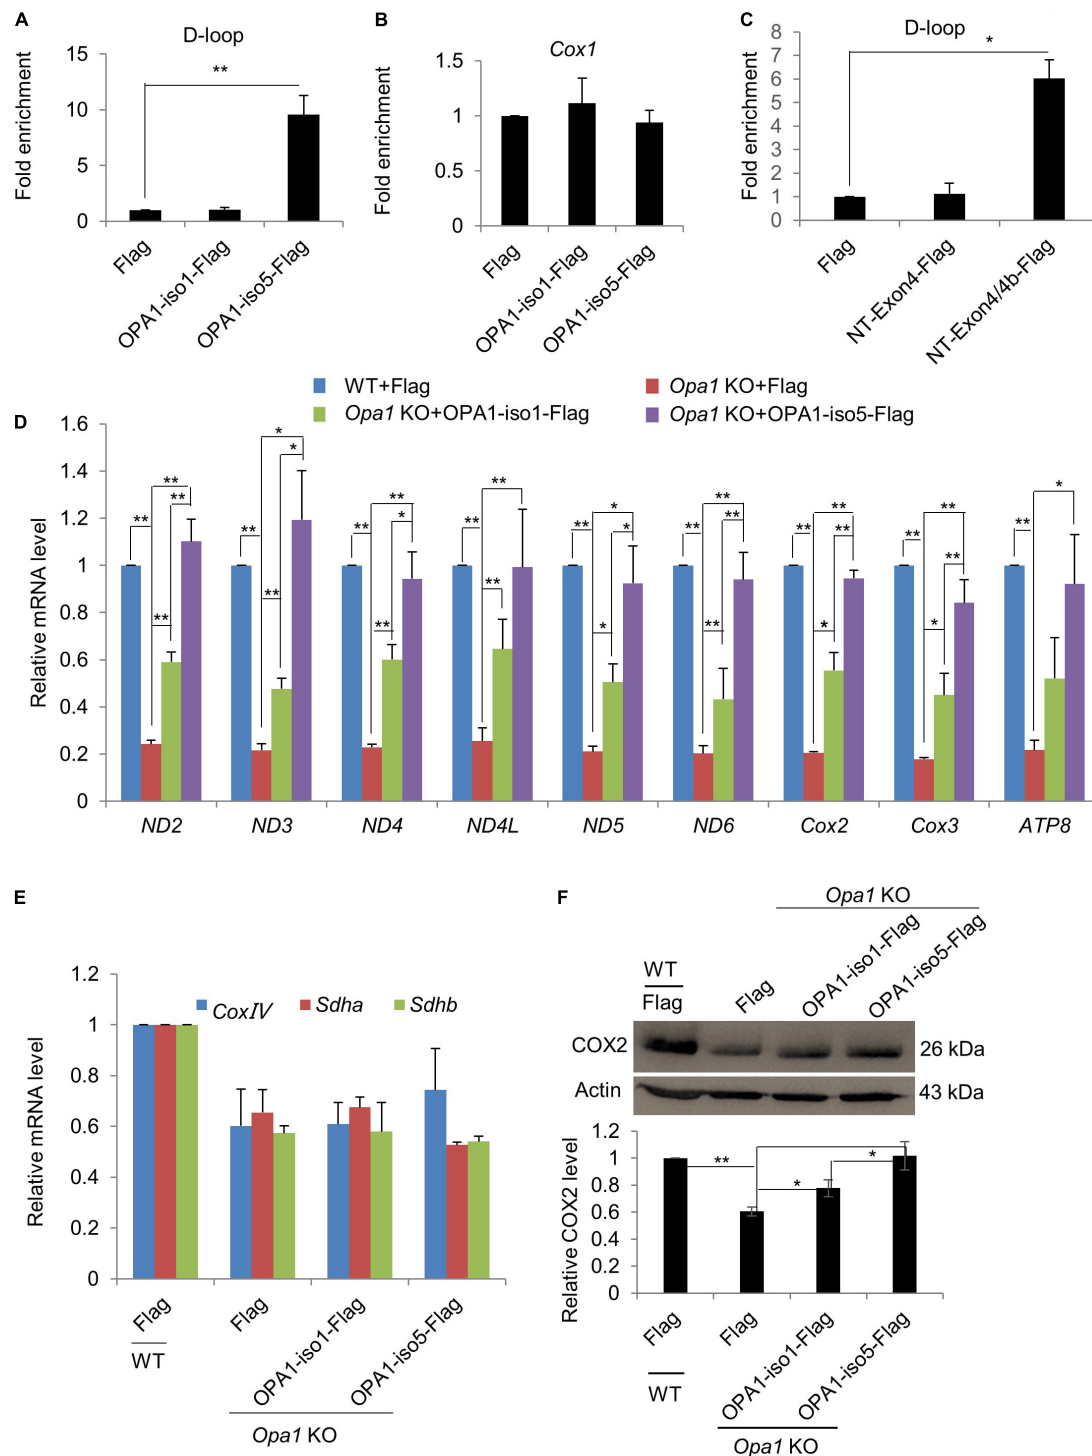 A
D-loop
Fold enrichment
15
10
5
0
**
Flag
OPA1-iso1-Flag
OPA1-iso5-Flag
B
Cox1
Fold enrichment
1.5
1
0.5
0
Flag
OPA1-iso1-Flag
OPA1-iso5-Flag
C
D-loop
Fold enrichment
8
7
6
5
4
3
2
1
0
*
Flag
NT-Exon4-Flag
NT-Exon4/4b-Flag
WT+Flag
Opa1 KO+Flag
Opa1 KO+OPA1-iso1-Flag
Opa1 KO+OPA1-iso5-Flag
D
Relative mRNA level
1.6
1.4
1.2
1
0.8
0.6
0.4
0.2
0
** ** ** **
** ** * *
** ** ** *
** ** **
** * * *
** ** ** **
** ** ** *
** ** ** *
** *
ND2 ND3 ND4 ND4L ND5 ND6 Cox2 Cox3 ATP8
E
Relative mRNA level
1.2
1
0.8
0.6
0.4
0.2
0
CoxIV Sdha Sdhb
Flag
WT
Flag
OPA1-iso1-Flag
OPA1-iso5-Flag
Opa1 KO
F
Opa1 KO
WT
Flag
Flag
OPA1-iso1-Flag
OPA1-iso5-Flag
COX2 26 kDa
Actin 43 kDa
Relative COX2 level
1.2
1
0.8
0.6
0.4
0.2
0
** * *
Flag
WT
Flag
OPA1-iso1-Flag
OPA1-iso5-Flag
Opa1 KO